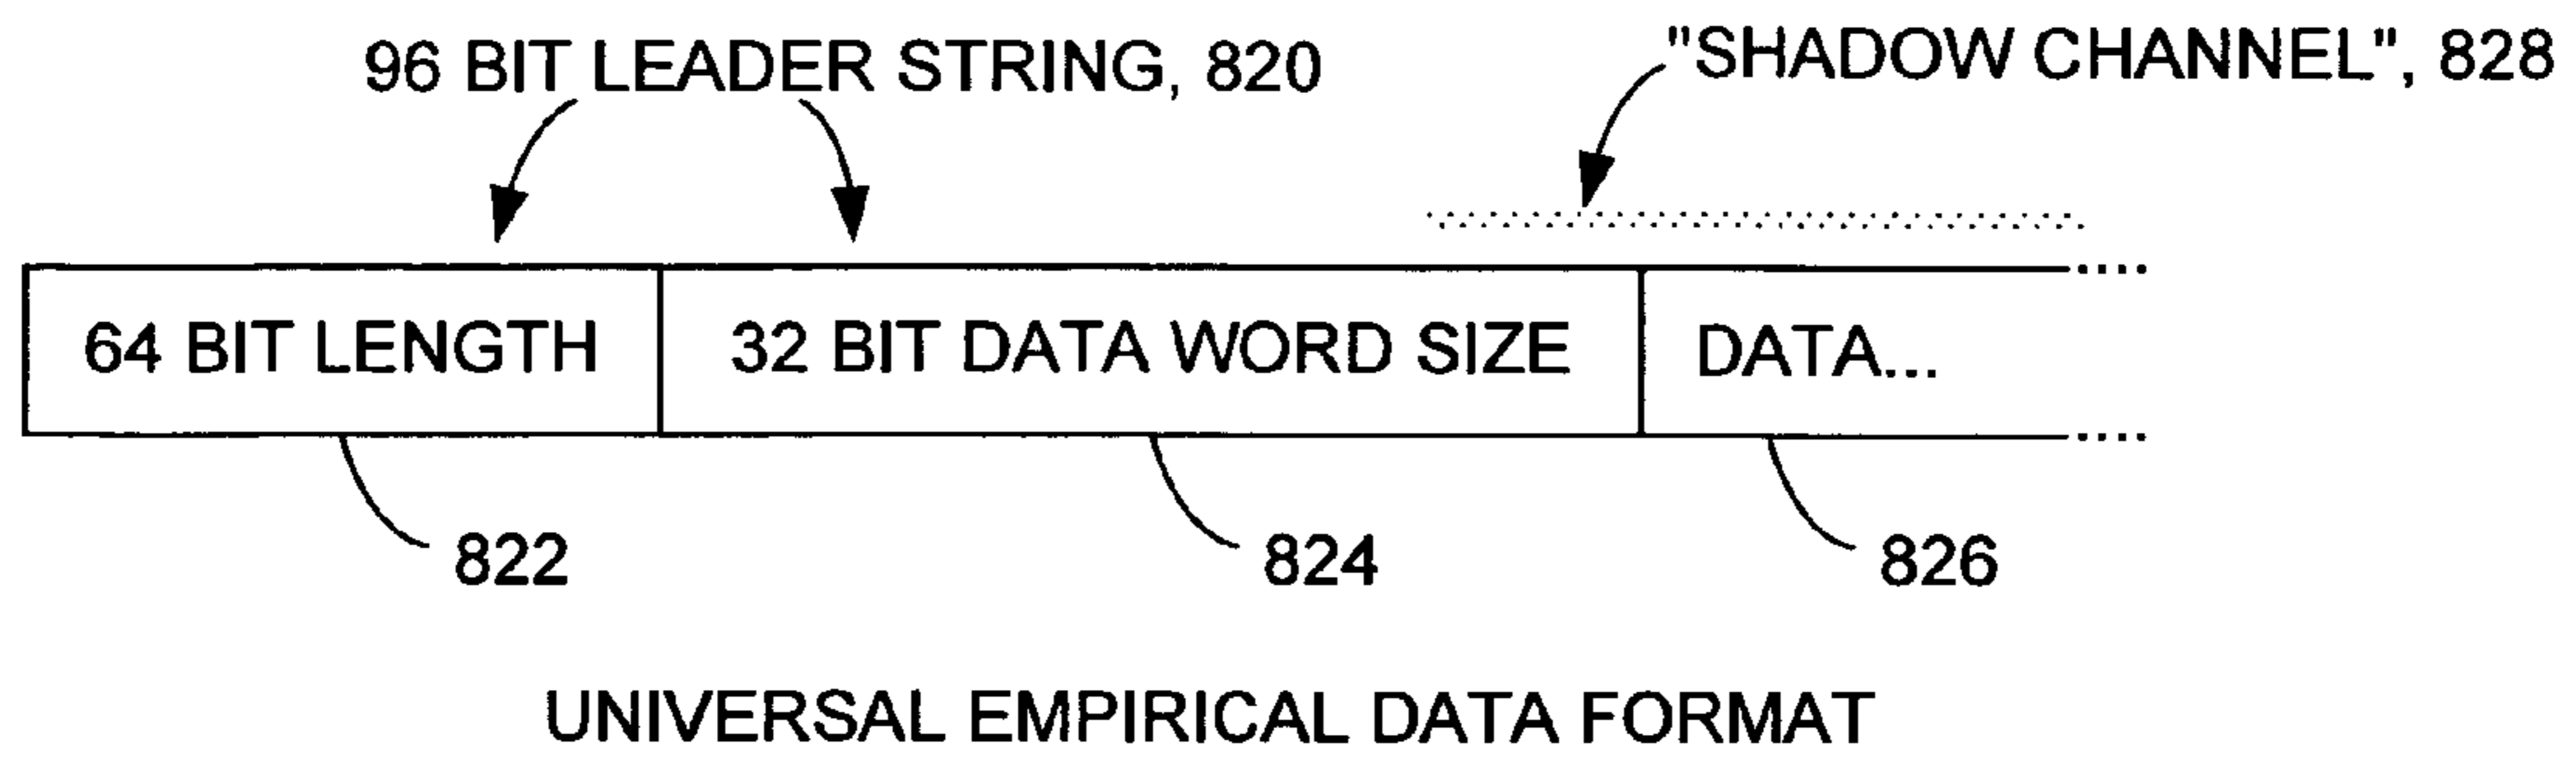 96 BIT LEADER STRING, 820
"SHADOW CHANNEL", 828
64 BIT LENGTH
32 BIT DATA WORD SIZE
DATA...
822
824
826
UNIVERSAL EMPIRICAL DATA FORMAT